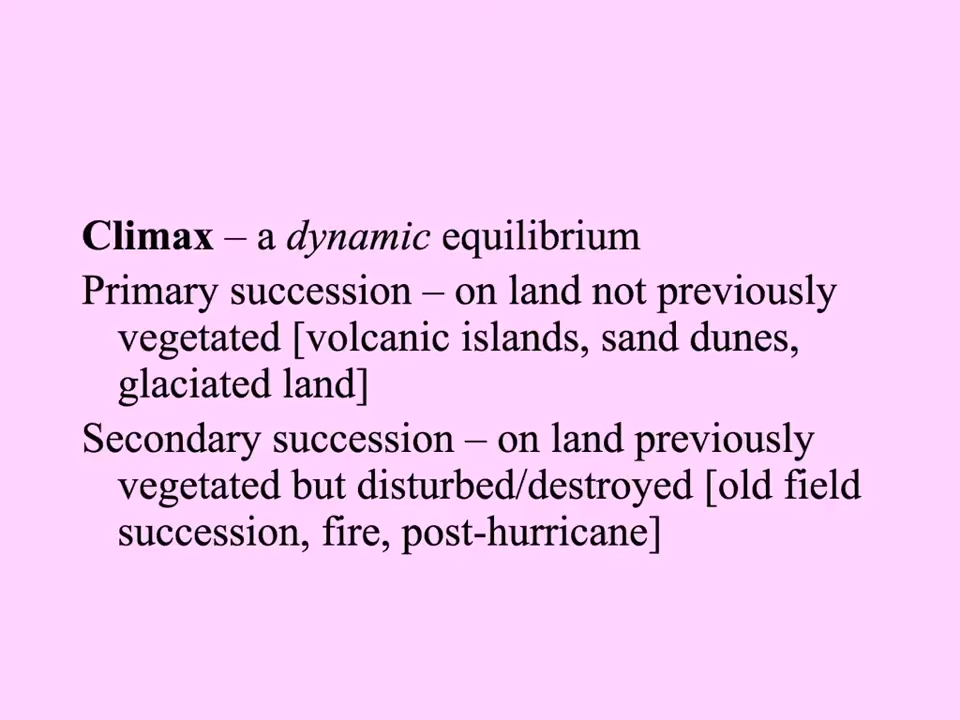 Climax – a dynamic equilibrium
Primary succession – on land not previously
vegetated [volcanic islands, sand dunes,
glaciated land]
Secondary succession – on land previously
vegetated but disturbed/destroyed [old field
succession, fire, post-hurricane]